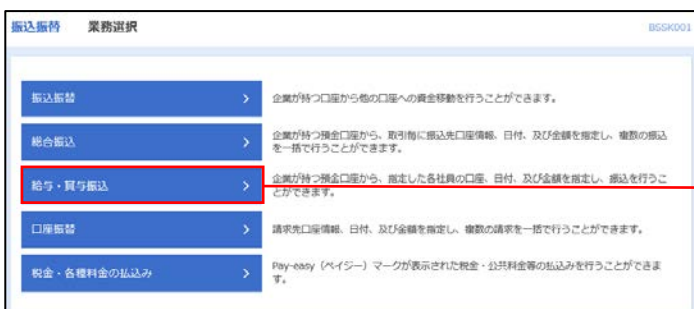 振込振替 業務選択 BSSK001
振込振替
企業が持つ口座から他の口座への資金移動を行うことができます。
総合振込
企業が持つ預金口座から、取引毎に振込先口座情報、日付、及び金額を指定し、複数の振込
を一括で行うことができます。
給与・賞与振込
企業が持つ預金口座から、指定した各社員の口座、日付、及び金額を指定し、振込を行うこ
とができます。
口座振替
請求先口座情報、日付、及び金額を指定し、複数の請求を一括で行うことができます。
税金・各種料金の払込み
Pay-easy（ペイジー）マークが表示された税金・公共料金等の払込みを行うことができま
す。